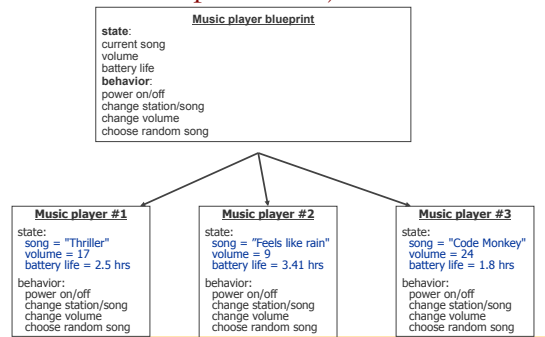 Music player blueprint
state:
current song
volume
battery life
behavior:
power on/off
change station/song
change volume
choose random song
Music player #1
state:
song = "Thriller"
volume = 17
battery life = 2.5 hrs
behavior:
power on/off
change station/song
change volume
choose random song
Music player #2
state:
song = ”Feels like rain"
volume = 9
battery life = 3.41 hrs
behavior:
power on/off
change station/song
change volume
choose random song
Music player #3
state:
song = "Code Monkey"
volume = 24
battery life = 1.8 hrs
behavior:
power on/off
change station/song
change volume
choose random song